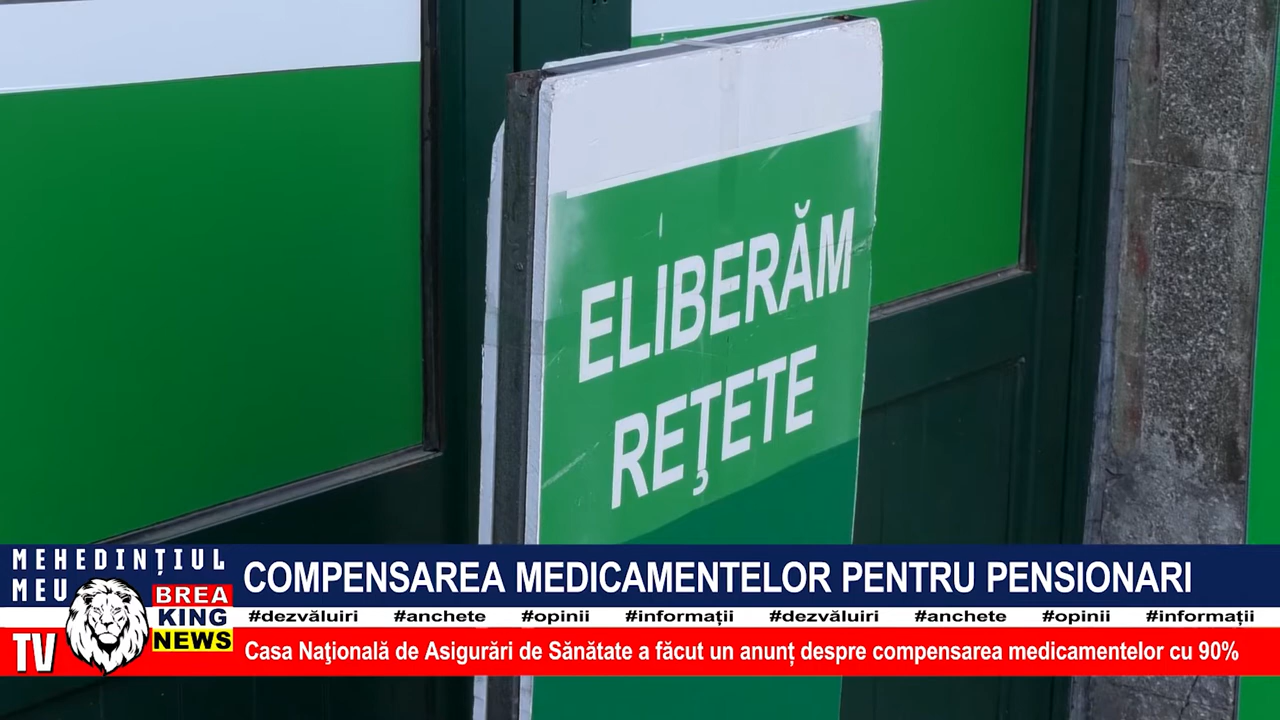 ELIBERĂM
REȚETE
MEHEDINȚIUL
MEU
TV
BREA
KING
NEWS
COMPENSAREA MEDICAMENTELOR PENTRU PENSIONARI
#dezvăluiri #anchete #opinii #informații #dezvăluiri #anchete #opinii #informații
Casa Naţională de Asigurări de Sănătate a făcut un anunț despre compensarea medicamentelor cu 90%